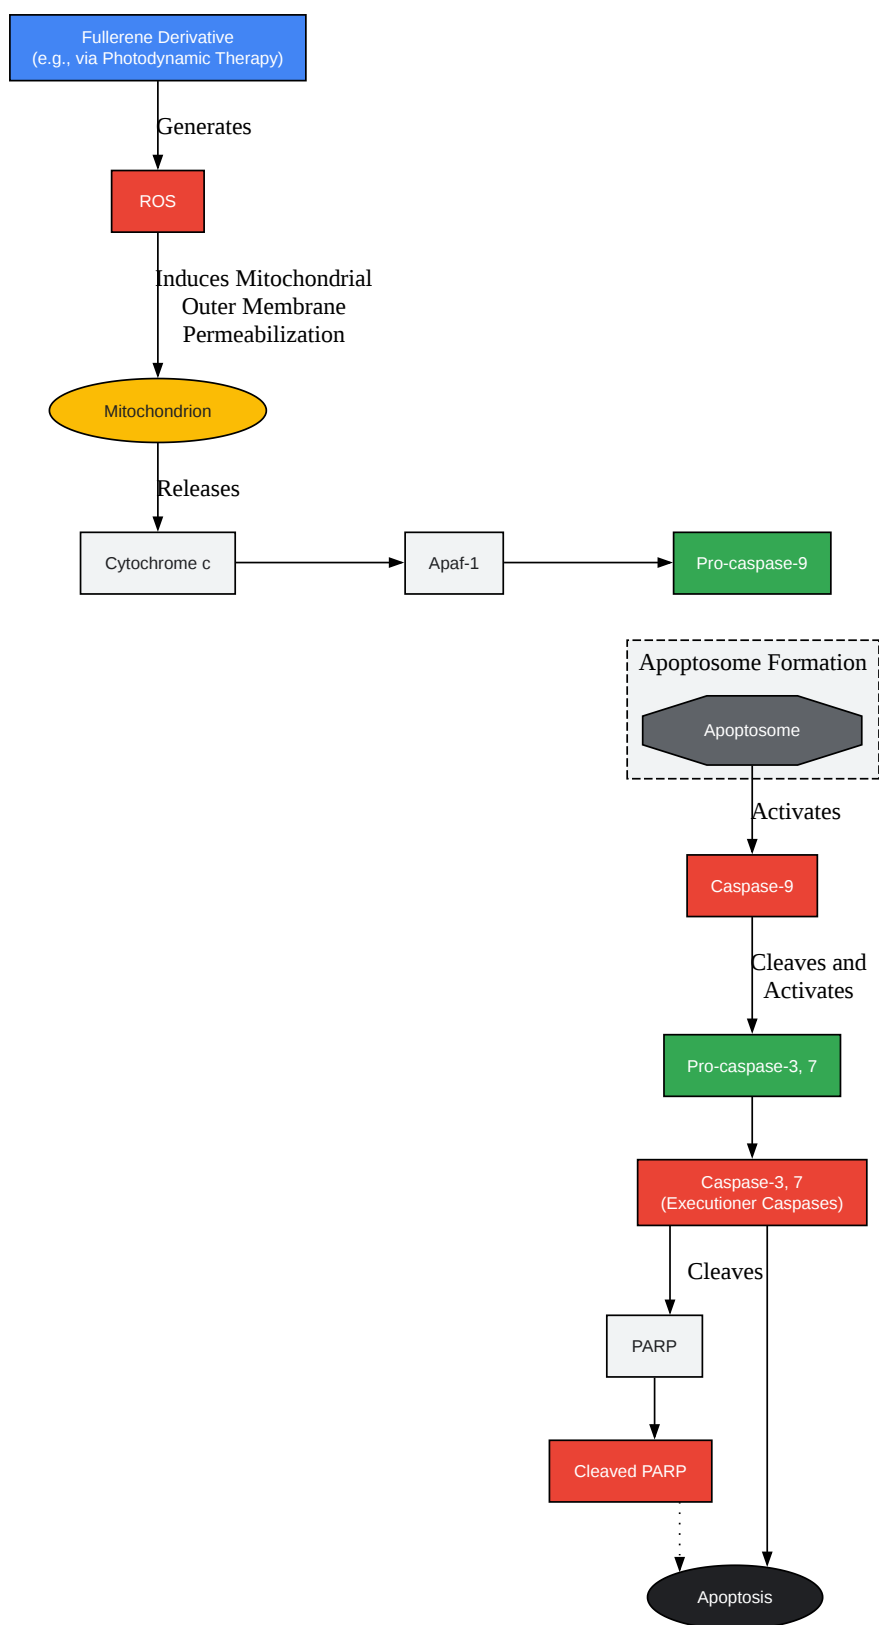 Fullerene Derivative
(e.g., via Photodynamic Therapy)
Generates
ROS
Induces Mitochondrial
Outer Membrane
Permeabilization
Mitochondrion
Releases
Cytochrome c
Apaf-1
Pro-caspase-9
Apoptosome Formation
Apoptosome
Activates
Caspase-9
Cleaves and
Activates
Pro-caspase-3, 7
Caspase-3, 7
(Executioner Caspases)
Cleaves
PARP
Cleaved PARP
Apoptosis